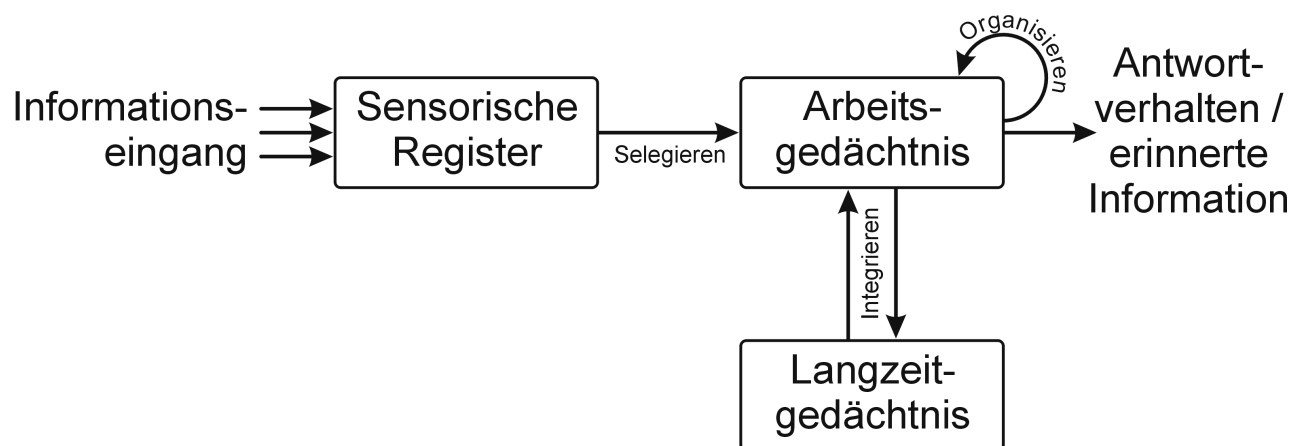 Informations-
eingang
Sensorische
Register
Selegieren
Arbeits-
gedächtnis
Organisieren
Antwort-
verhalten /
erinnerte
Information
Integrieren
Langzeit-
gedächtnis